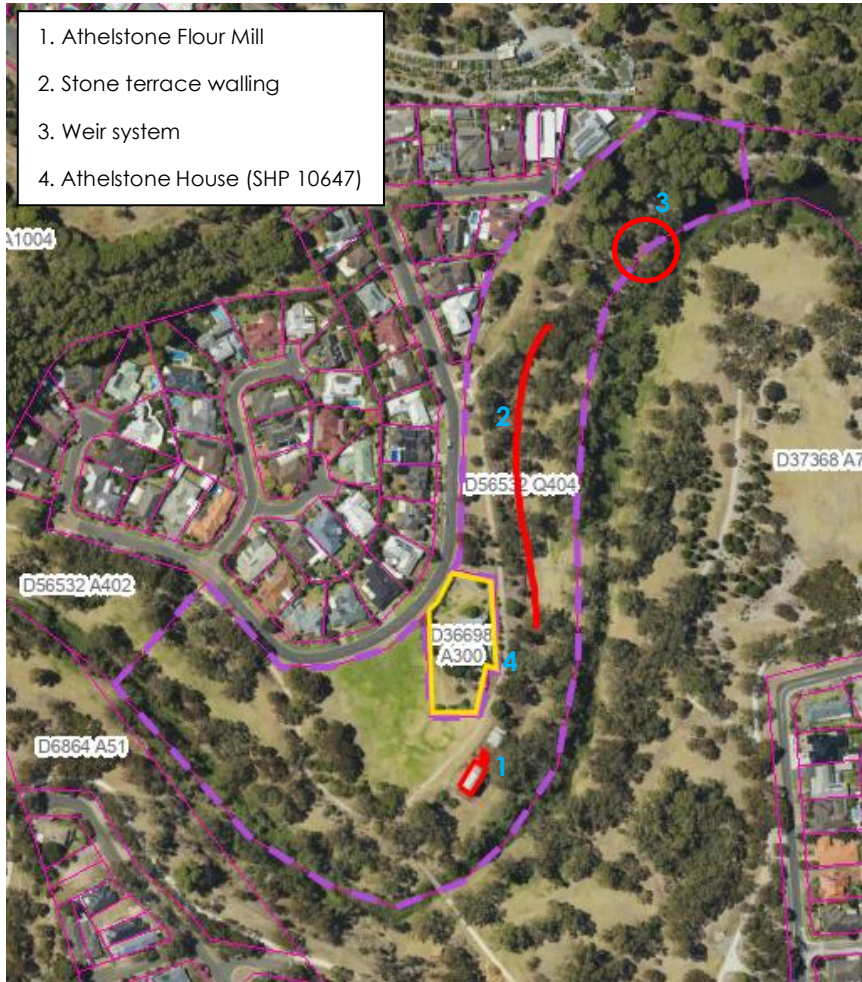 1. Athelstone Flour Mill
2. Stone terrace walling
3. Weir system
4. Athelstone House (SHP 10647)
3
A1004
2
D56532 Q404
D37368 A7
D56532 A402
D36698
A300
4
D6864 A51
1